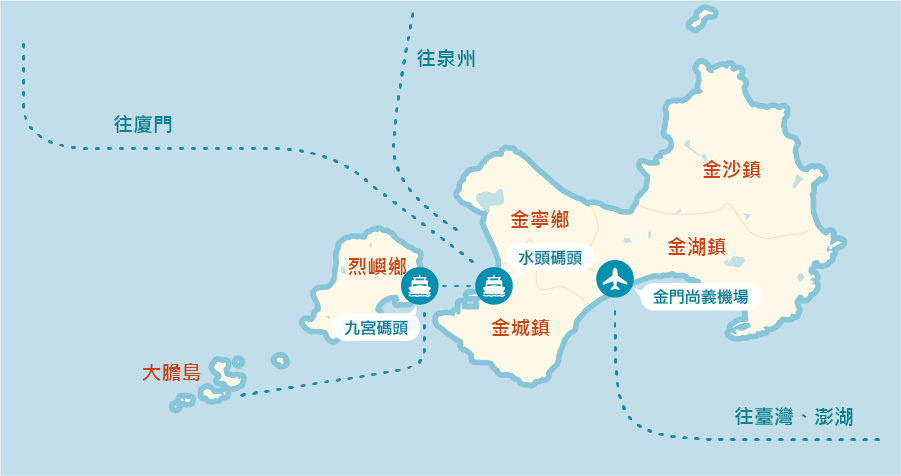 往泉州
往廈門
金沙鎮
金寧鄉
金湖鎮
水頭碼頭
烈嶼鄉
金門尚義機場
九宮碼頭
金城鎮
大膽島
往臺灣、澎湖